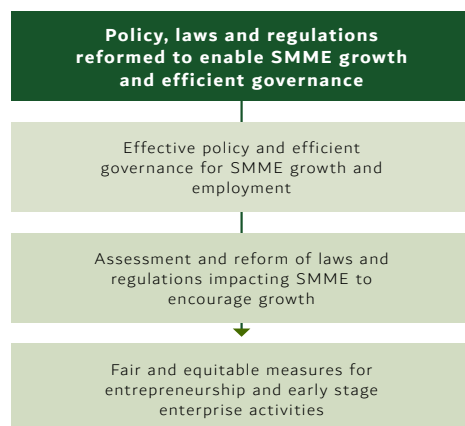 Policy, laws and regulations
reformed to enable SMME growth
and efficient governance
Effective policy and efficient
governance for SMME growth and
employment
Assessment and reform of laws and
regulations impacting SMME to
encourage growth
Fair and equitable measures for
entrepreneurship and early stage
enterprise activities